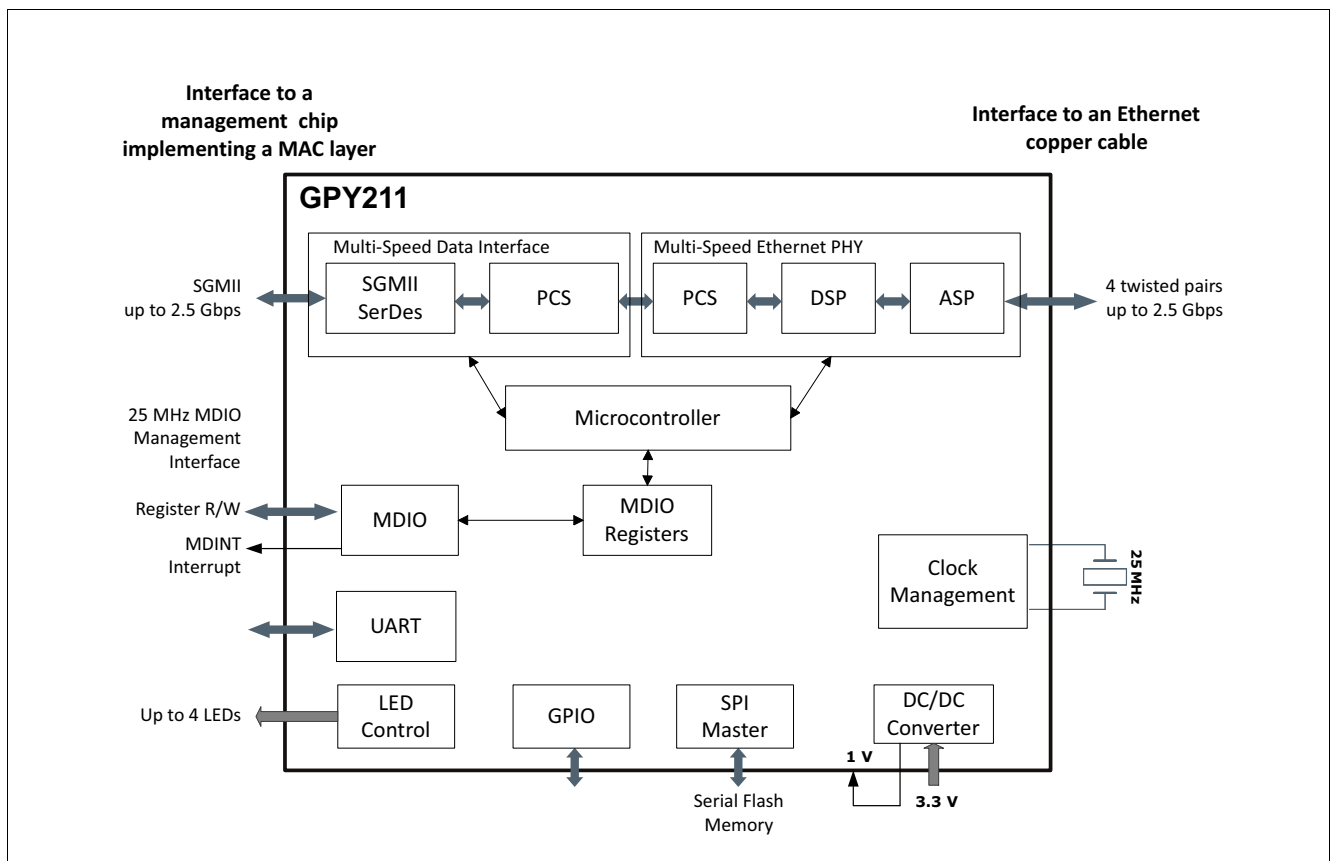 Interface to a
management chip
implementing a MAC layer
Interface to an Ethernet
copper cable
GPY211
Multi-Speed Data Interface
Multi-Speed Ethernet PHY
SGMII
up to 2.5 Gbps
SGMII
SerDes
PCS
PCS
DSP
ASP
4 twisted pairs
up to 2.5 Gbps
Microcontroller
25 MHz MDIO
Management
Interface
Register R/W
MDINT
Interrupt
MDIO
MDIO
Registers
Clock
Management
25 MHz
UART
Up to 4 LEDs
LED
Control
GPIO
SPI
Master
DC/DC
Converter
1 V
3.3 V
Serial Flash
Memory